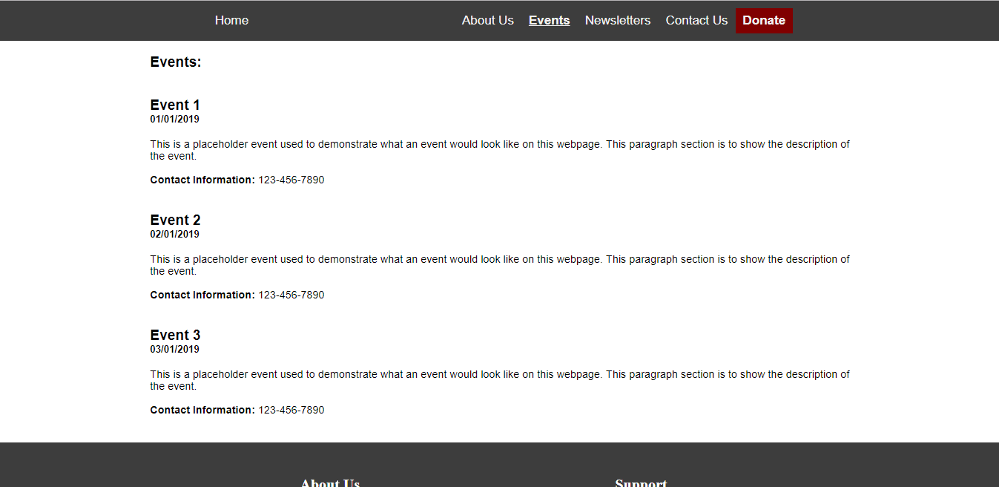 Home About Us Events Newsletters Contact Us Donate
Events:
Event 1
01/01/2019
This is a placeholder event used to demonstrate what an event would look like on this webpage. This paragraph section is to show the description of
the event.
Contact Information: 123-456-7890
Event 2
02/01/2019
This is a placeholder event used to demonstrate what an event would look like on this webpage. This paragraph section is to show the description of
the event.
Contact Information: 123-456-7890
Event 3
03/01/2019
This is a placeholder event used to demonstrate what an event would look like on this webpage. This paragraph section is to show the description of
the event.
Contact Information: 123-456-7890
About Us Support